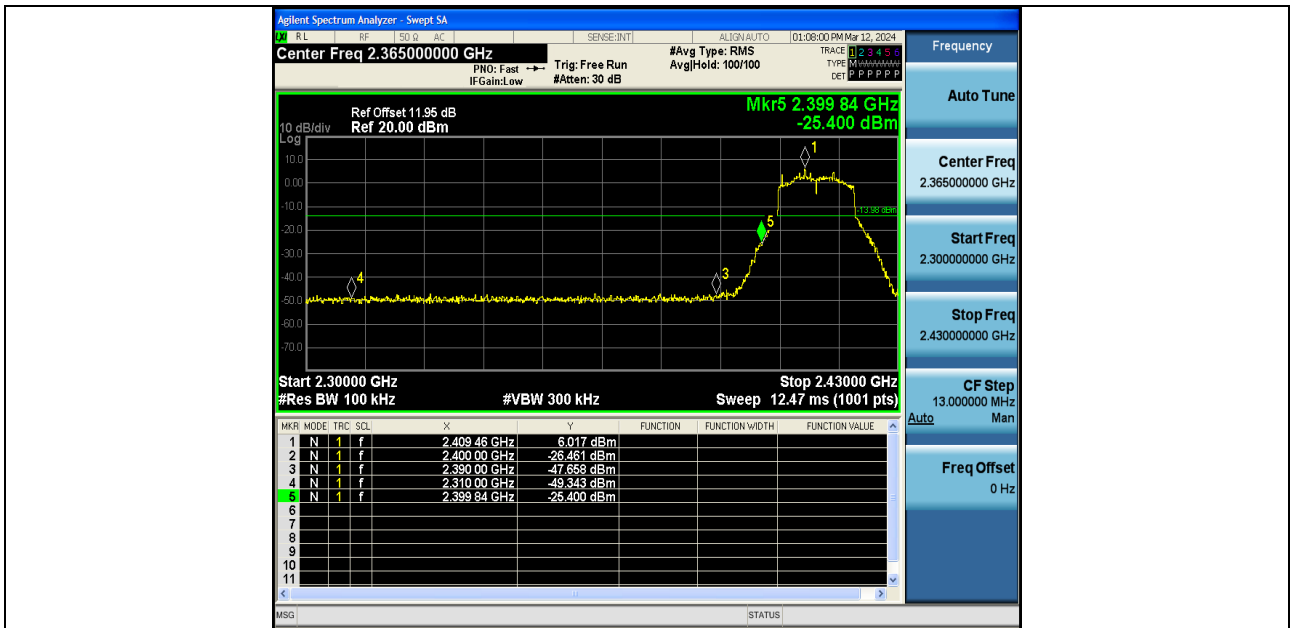 Agilent Spectrum Analyzer - Swept SA
LXI RL RF 50 Ω AC SENSE:INT ALIGNAUTO 01:08:00 PM Mar 12, 2024
Center Freq 2.365000000 GHz
PNO: Fast
IFGain:Low
Trig: Free Run
#Atten: 30 dB
#Avg Type: RMS
Avg|Hold: 100/100
TRACE 1 2 3 4 5 6
TYPE M
DET P P P P P P
Mkr5 2.399 84 GHz
-25.400 dBm
Ref Offset 11.95 dB
10 dB/div Ref 20.00 dBm
Log
10.0
0.00
-10.0
-20.0
-30.0
-40.0
-50.0
-60.0
-70.0
1
5
-13.98 dBm
3
4
Start 2.30000 GHz Stop 2.43000 GHz
#Res BW 100 kHz #VBW 300 kHz Sweep 12.47 ms (1001 pts)
MKR MODE TRC SCL X Y FUNCTION FUNCTION WIDTH FUNCTION VALUE
1 N 1 f 2.409 46 GHz 6.017 dBm
2 N 1 f 2.400 00 GHz -26.461 dBm
3 N 1 f 2.390 00 GHz -47.658 dBm
4 N 1 f 2.310 00 GHz -49.343 dBm
5 N 1 f 2.399 84 GHz -25.400 dBm
6
7
8
9
10
11
MSG STATUS
Frequency
Auto Tune
Center Freq
2.365000000 GHz
Start Freq
2.300000000 GHz
Stop Freq
2.430000000 GHz
CF Step
13.000000 MHz
Auto Man
Freq Offset
0 Hz